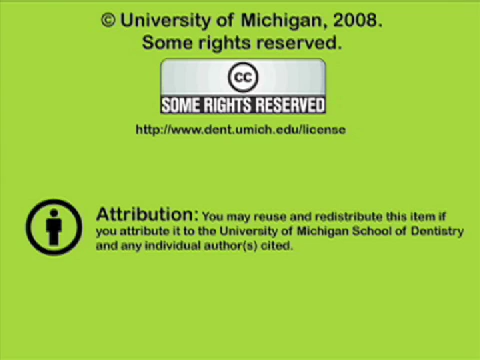 © University of Michigan, 2008.
Some rights reserved.
cc
SOME RIGHTS RESERVED
http://www.dent.umich.edu/license
Attribution: You may reuse and redistribute this item if
you attribute it to the University of Michigan School of Dentistry
and any individual author(s) cited.